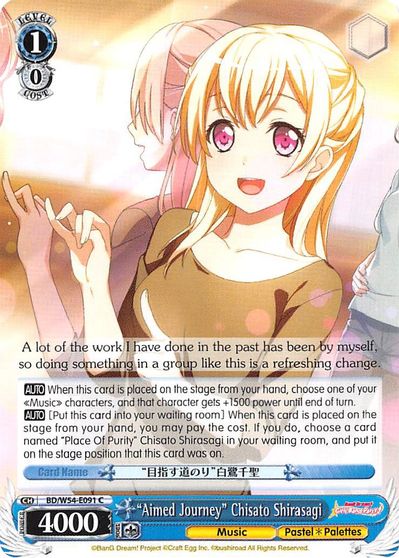 LEVEL
1
0
COST
A lot of the work I have done in the past has been by myself,
so doing something in a group like this is a refreshing change.
AUTO When this card is placed on the stage from your hand, choose one of your
«Music» characters, and that character gets +1500 power until end of turn.
AUTO [Put this card into your waiting room] When this card is placed on the
stage from your hand, you may pay the cost. If you do, choose a card
named "Place Of Purity" Chisato Shirasagi in your waiting room, and put it
on the stage position that this card was on.
Card Name
"目指す道のり"白鷺千聖
CH BD/W54-E091 C
"Aimed Journey" Chisato Shirasagi
POWER
4000
Music
Pastel*Palettes
©BanG Dream! Project ©Craft Egg Inc. ©bushiroad All Rights Reserved.